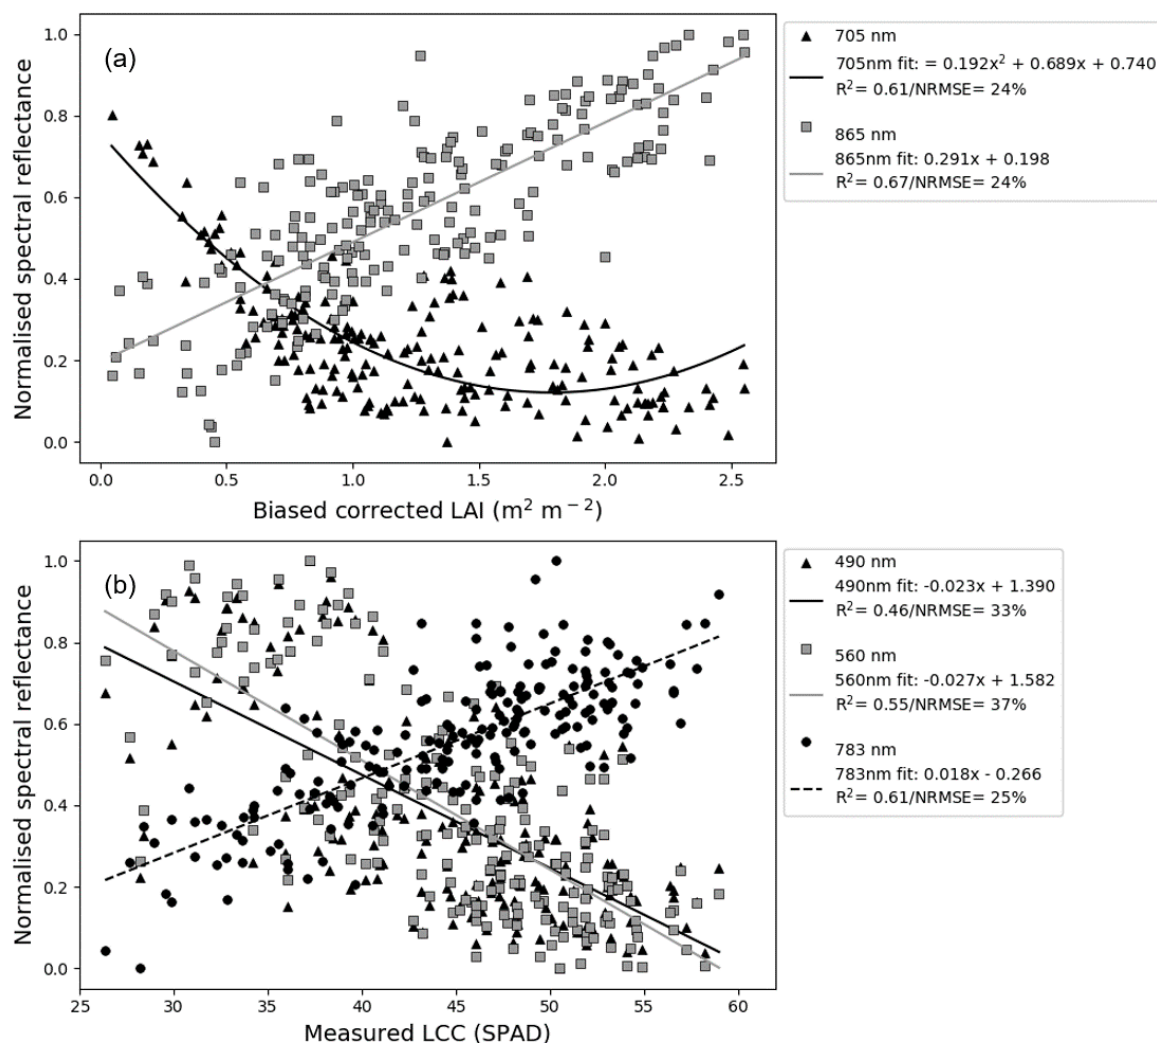 (a)
1.0
0.8
0.6
0.4
0.2
0.0
Normalised spectral reflectance
0.0 0.5 1.0 1.5 2.0 2.5
Biased corrected LAI (m² m⁻²)
705 nm
705nm fit: = 0.192x² + 0.689x + 0.740
R²= 0.61/NRMSE= 24%
865 nm
865nm fit: 0.291x + 0.198
R²= 0.67/NRMSE= 24%
(b)
1.0
0.8
0.6
0.4
0.2
0.0
Normalised spectral reflectance
25 30 35 40 45 50 55 60
Measured LCC (SPAD)
490 nm
490nm fit: -0.023x + 1.390
R²= 0.46/NRMSE= 33%
560 nm
560nm fit: -0.027x + 1.582
R²= 0.55/NRMSE= 37%
783 nm
783nm fit: 0.018x - 0.266
R²= 0.61/NRMSE= 25%